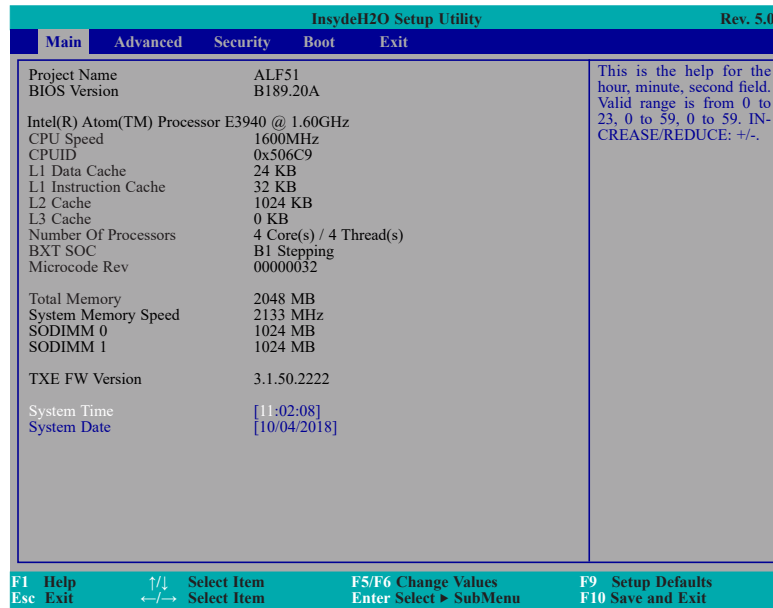 InsydeH2O Setup Utility Rev. 5.0
Main Advanced Security Boot Exit
Project Name ALF51
BIOS Version B189.20A
Intel(R) Atom(TM) Processor E3940 @ 1.60GHz
CPU Speed 1600MHz
CPUID 0x506C9
L1 Data Cache 24 KB
L1 Instruction Cache 32 KB
L2 Cache 1024 KB
L3 Cache 0 KB
Number Of Processors 4 Core(s) / 4 Thread(s)
BXT SOC B1 Stepping
Microcode Rev 00000032
Total Memory 2048 MB
System Memory Speed 2133 MHz
SODIMM 0 1024 MB
SODIMM 1 1024 MB
TXE FW Version 3.1.50.2222
System Time [11:02:08]
System Date [10/04/2018]
This is the help for the
hour, minute, second field.
Valid range is from 0 to
23, 0 to 59, 0 to 59. IN-
CREASE/REDUCE: +/-.
F1 Help ↑/↓ Select Item F5/F6 Change Values F9 Setup Defaults
Esc Exit ←/→ Select Item Enter Select ► SubMenu F10 Save and Exit